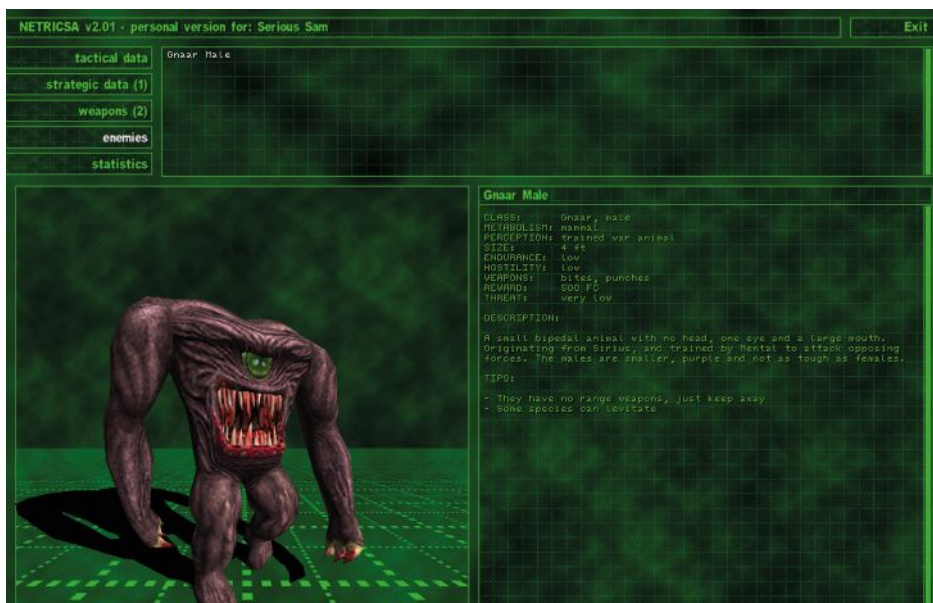 NETRICSA v2.01 - personal version for: Serious Sam
Exit
tactical data
strategic data (1)
weapons (2)
enemies
statistics
Gnaar Male
Gnaar Male
CLASS: Gnaar, male
METABOLISM: mammal
PERCEPTION: trained war animal
SIZE: 4 ft
ENDURANCE: low
HOSTILITY: low
WEAPONS: bites, punches
REWARD: 500 FC
THREAT: very low
DESCRIPTION:
A small bipedal animal with no head, one eye and a large mouth.
Originating from Sirius, and trained by Mental to attack opposing
forces. The males are smaller, purple and not as tough as females.
TIPS:
- They have no range weapons, just keep away
- Some species can levitate